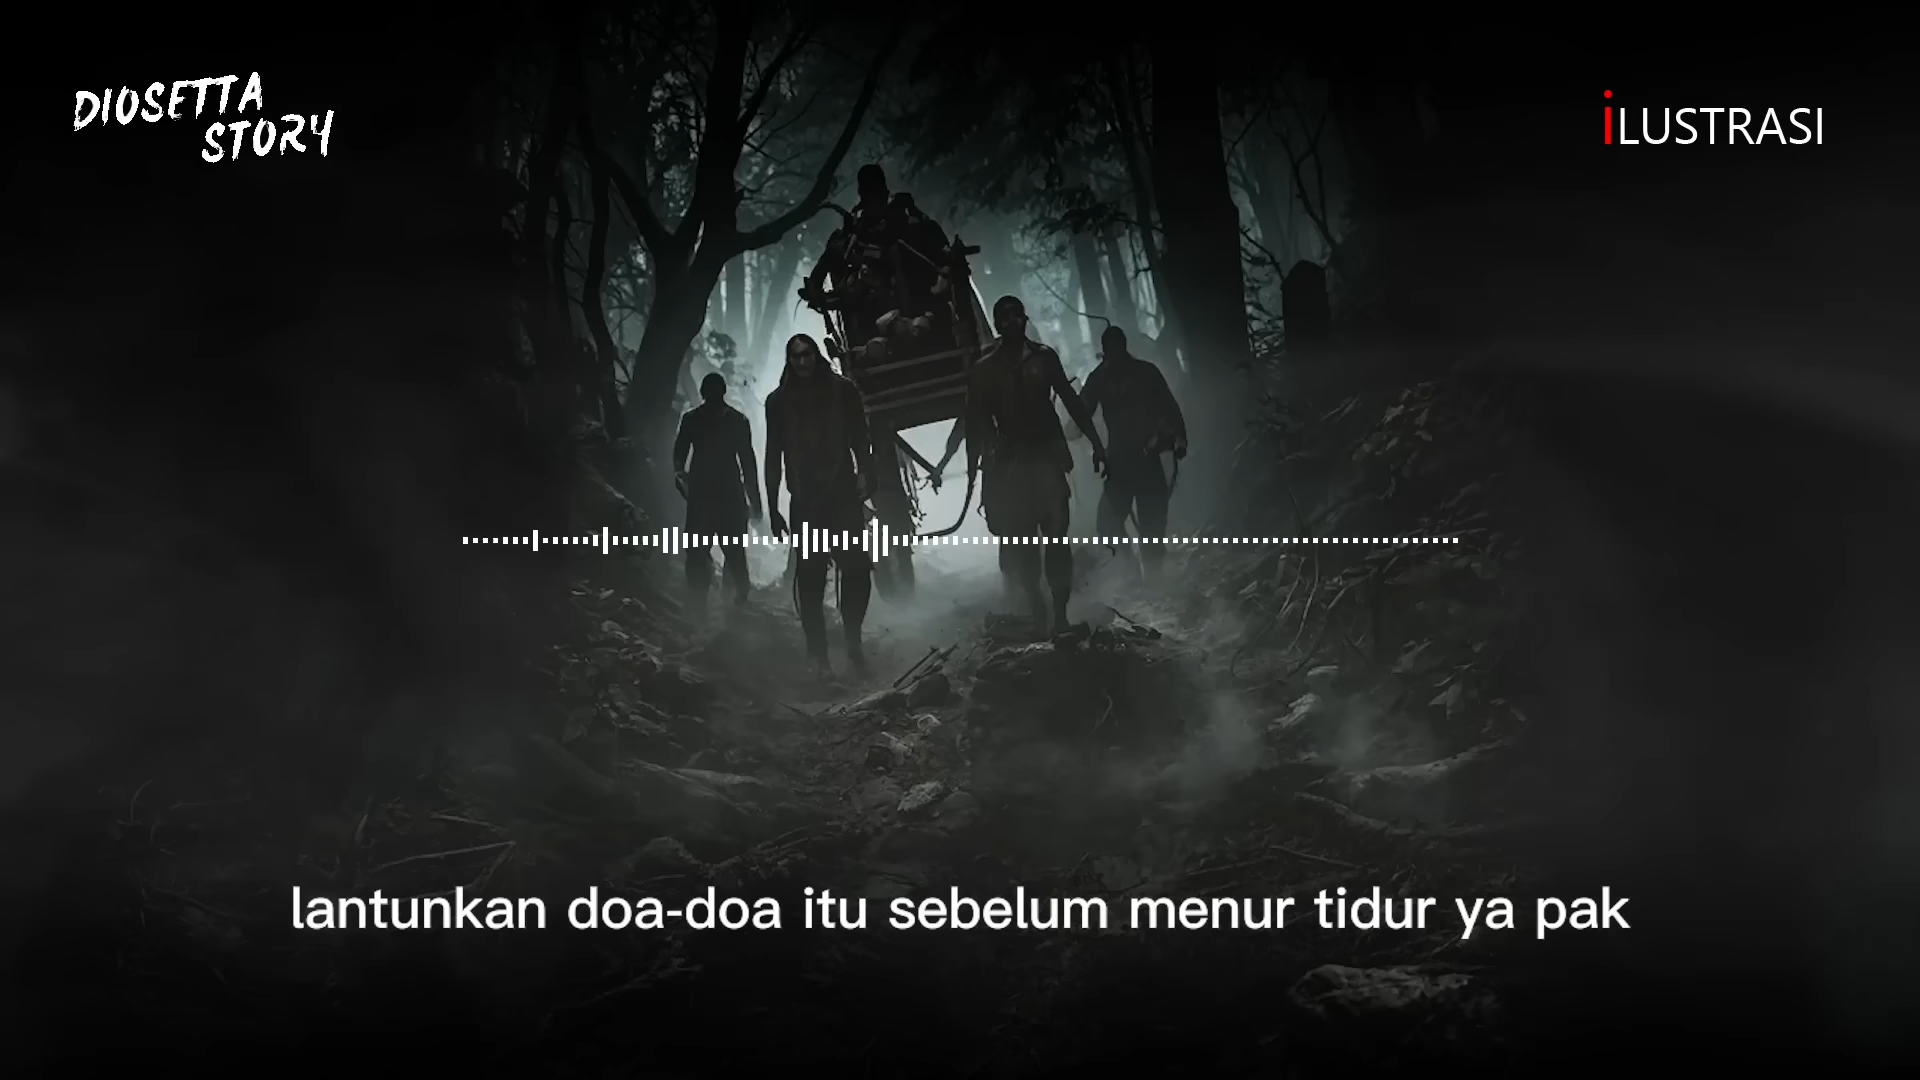 DIOSETTA
STORY
iLUSTRASI
lantunkan doa-doa itu sebelum menur tidur ya pak